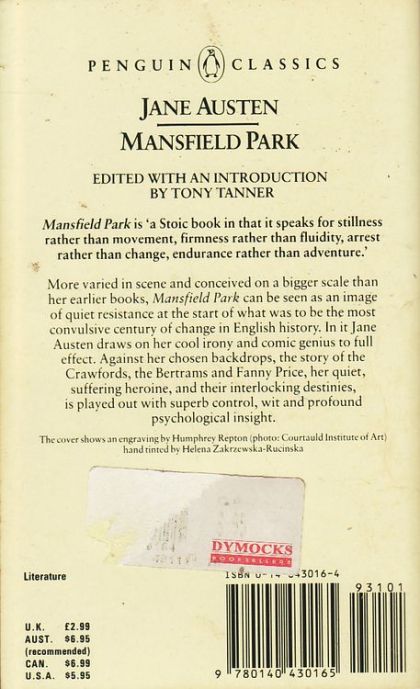 PENGUIN CLASSICS
JANE AUSTEN
MANSFIELD PARK
EDITED WITH AN INTRODUCTION
BY TONY TANNER
Mansfield Park is 'a Stoic book in that it speaks for stillness
rather than movement, firmness rather than fluidity, arrest
rather than change, endurance rather than adventure.'
More varied in scene and conceived on a bigger scale than
her earlier books, Mansfield Park can be seen as an image
of quiet resistance at the start of what was to be the most
convulsive century of change in English history. In it Jane
Austen draws on her cool irony and comic genius to full
effect. Against her chosen backdrops, the story of the
Crawfords, the Bertrams and Fanny Price, her quiet,
suffering heroine, and their interlocking destinies,
is played out with superb control, wit and profound
psychological insight.
The cover shows an engraving by Humphrey Repton (photo: Courtauld Institute of Art)
hand tinted by Helena Zakrzewska-Rucinska
DYMOCKS
BOOKSELLERS
Literature
ISBN 0-14-043016-4
93101
U.K. £2.99
AUST. $6.95
(recommended)
CAN. $6.99
U.S.A. $5.95
9 780140 430165